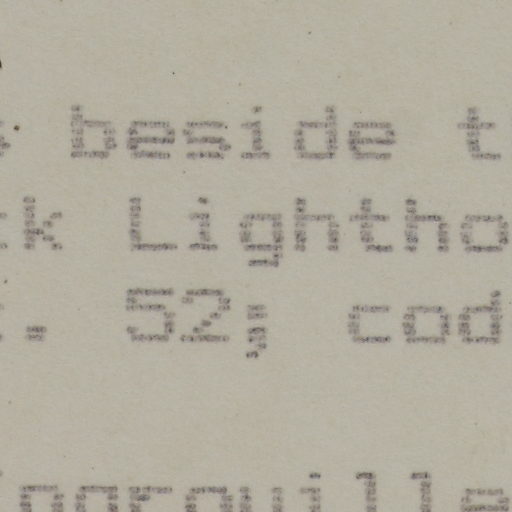 beside t
k Lightho
. 52; cod